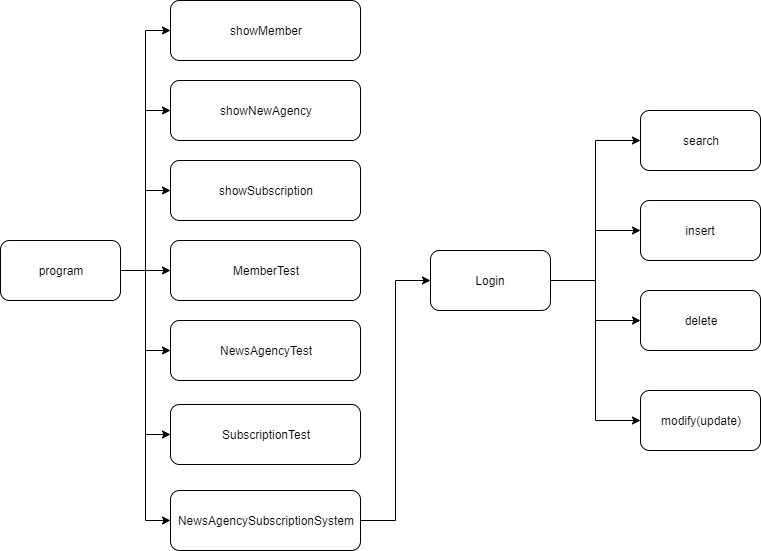 showMember
showNewAgency
showSubscription
program
MemberTest
NewsAgencyTest
SubscriptionTest
NewsAgencySubscriptionSystem
Login
search
insert
delete
modify(update)